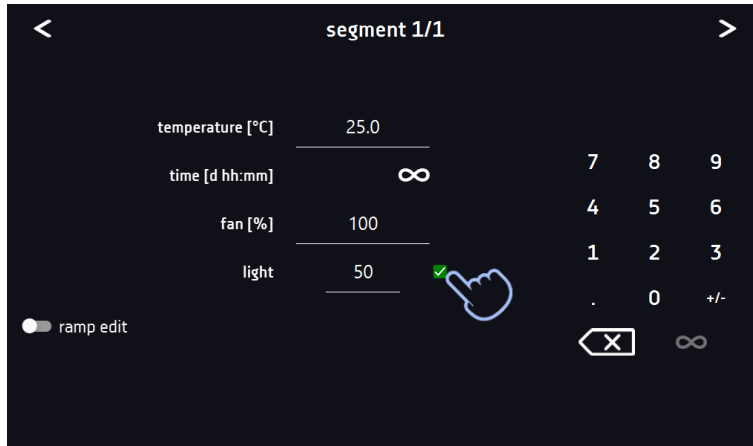 segment 1/1
temperature [°C] 25.0
time [d hh:mm] ∞
fan [%] 100
light 50
ramp edit
7 8 9
4 5 6
1 2 3
. 0 +/-
∞